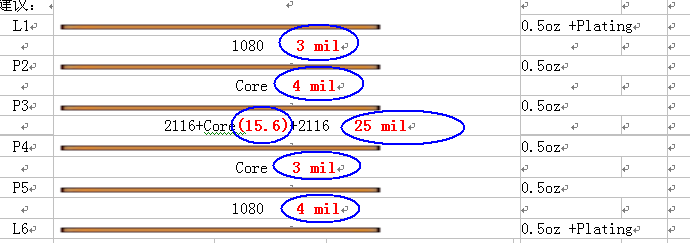 建议：
L1 0.5oz +Plating
1080 3 mil
P2 0.5oz
Core 4 mil
P3 0.5oz
2116+Core(15.6)+2116 25 mil
P4 0.5oz
Core 3 mil
P5 0.5oz
1080 4 mil
L6 0.5oz +Plating